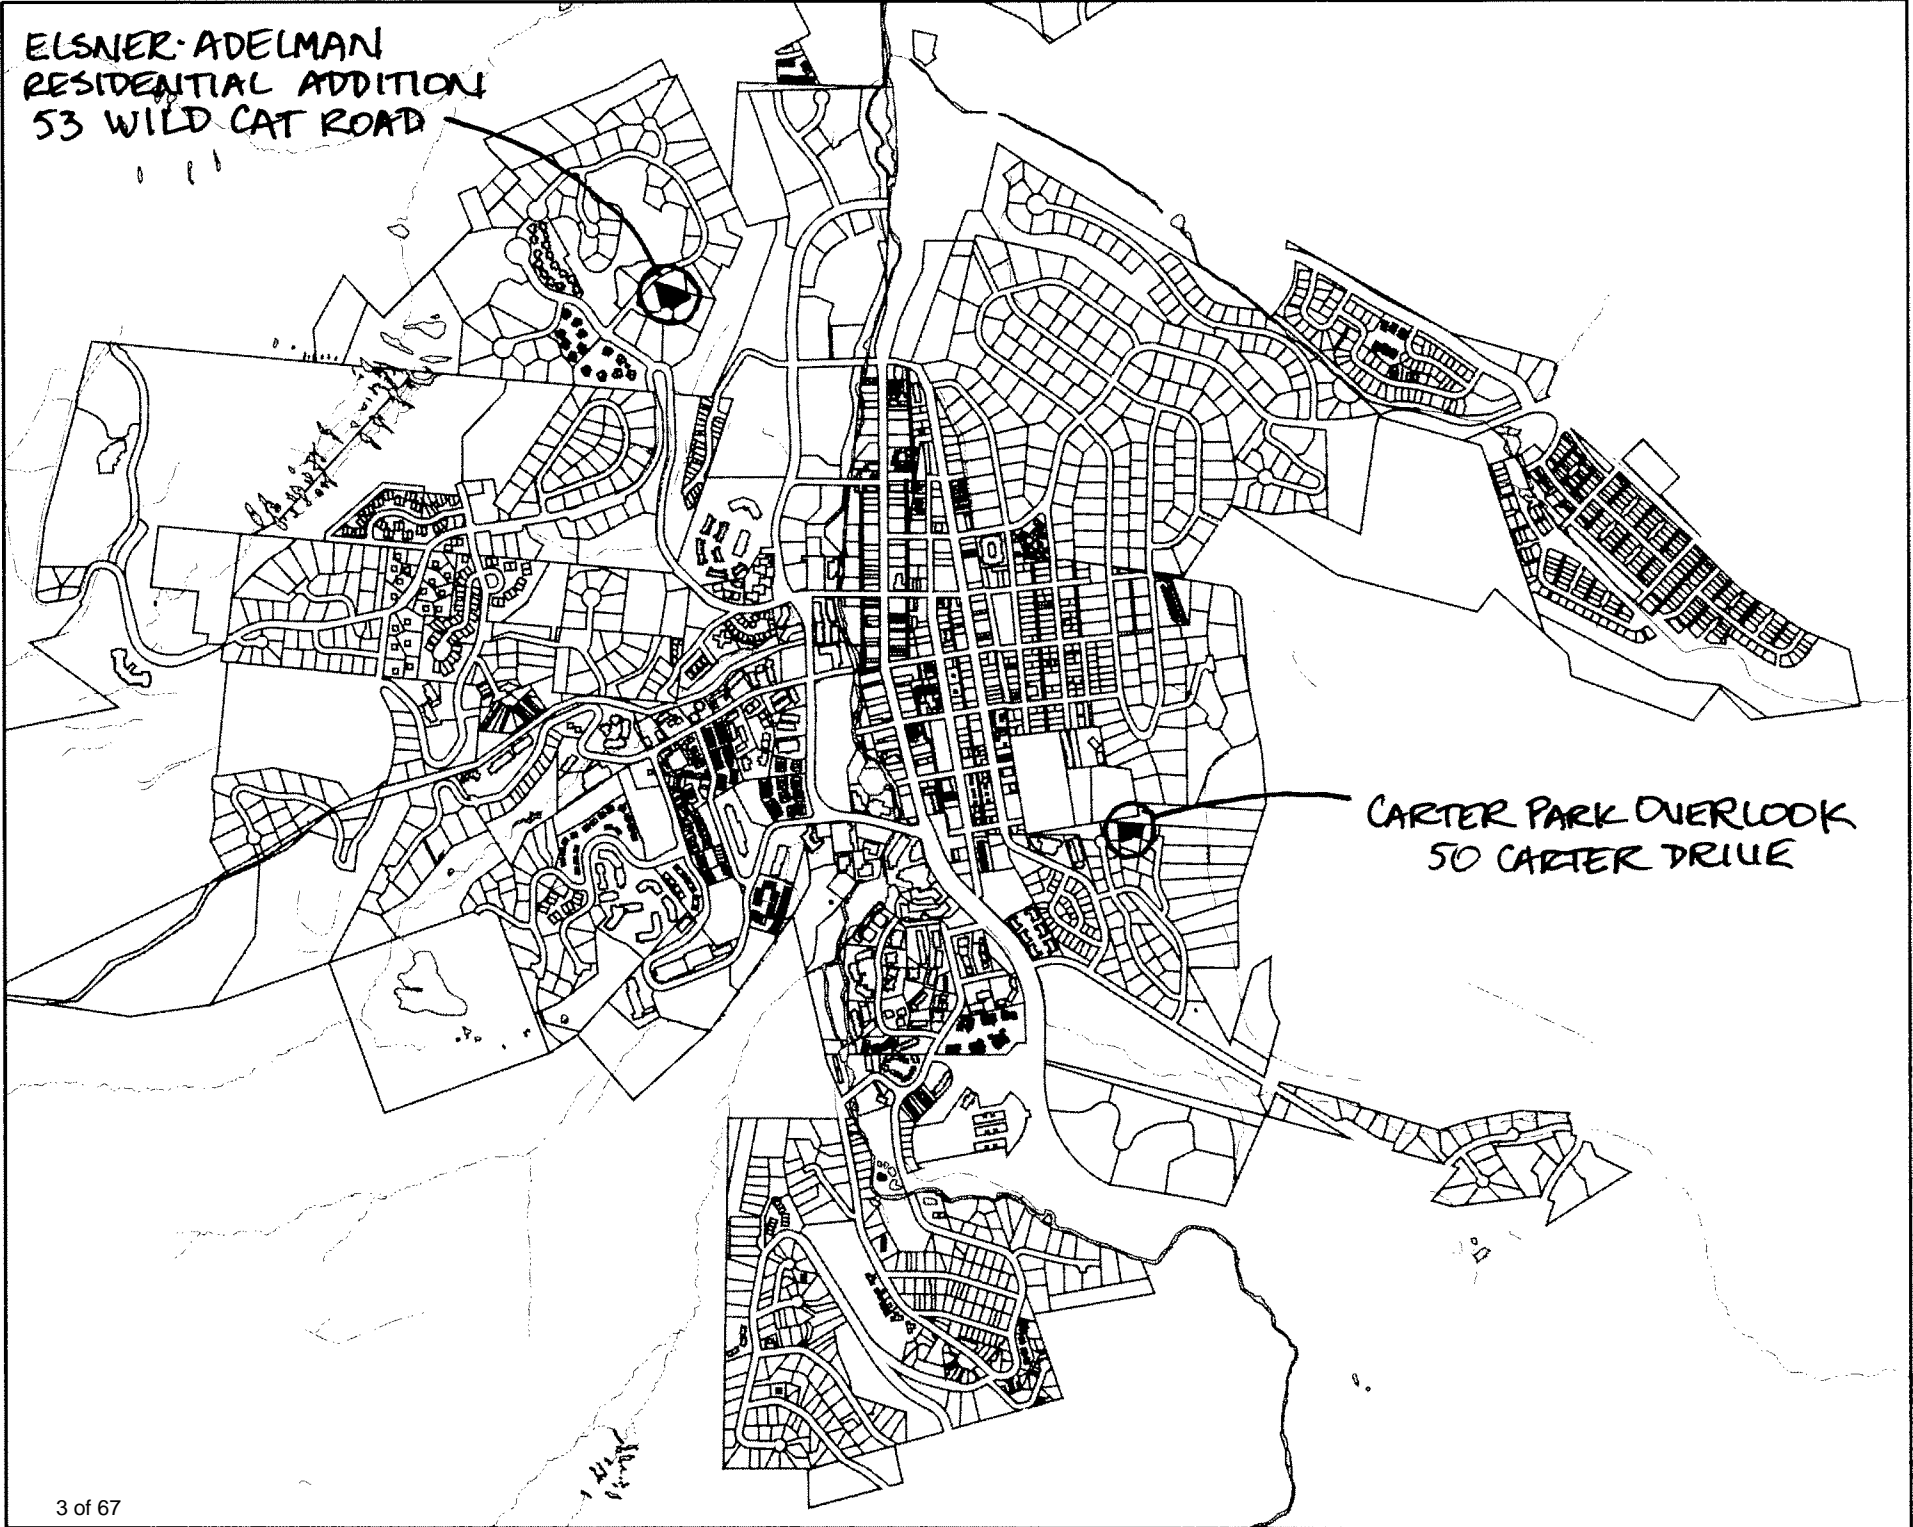 ELSNER-ADELMAN
RESIDENTIAL ADDITION
53 WILD CAT ROAD
CARTER PARK OVERLOOK
50 CARTER DRIVE
3 of 67